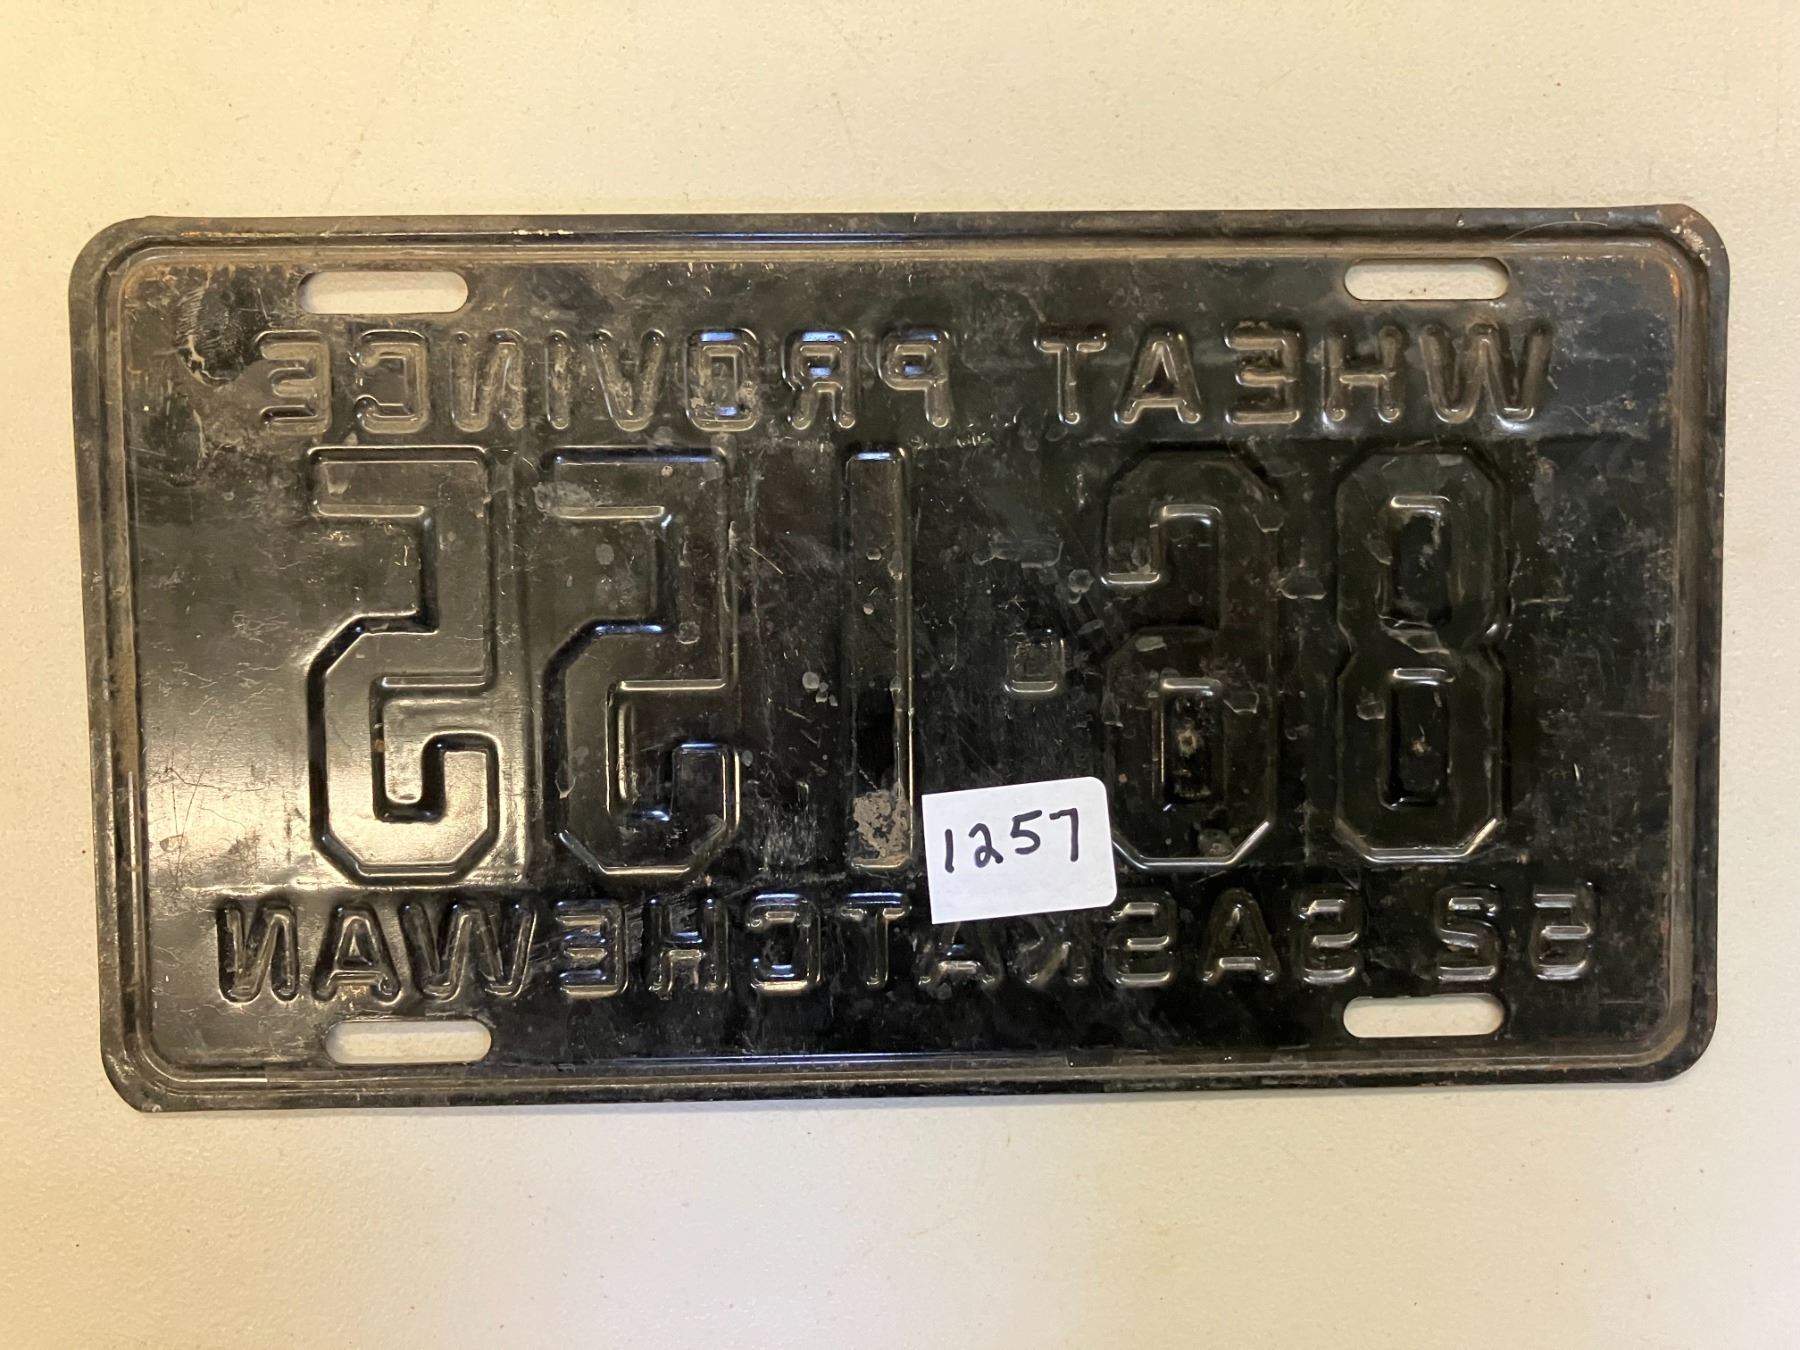 WHEAT PROVINCE
86·155
1257
52 SASKATCHEWAN